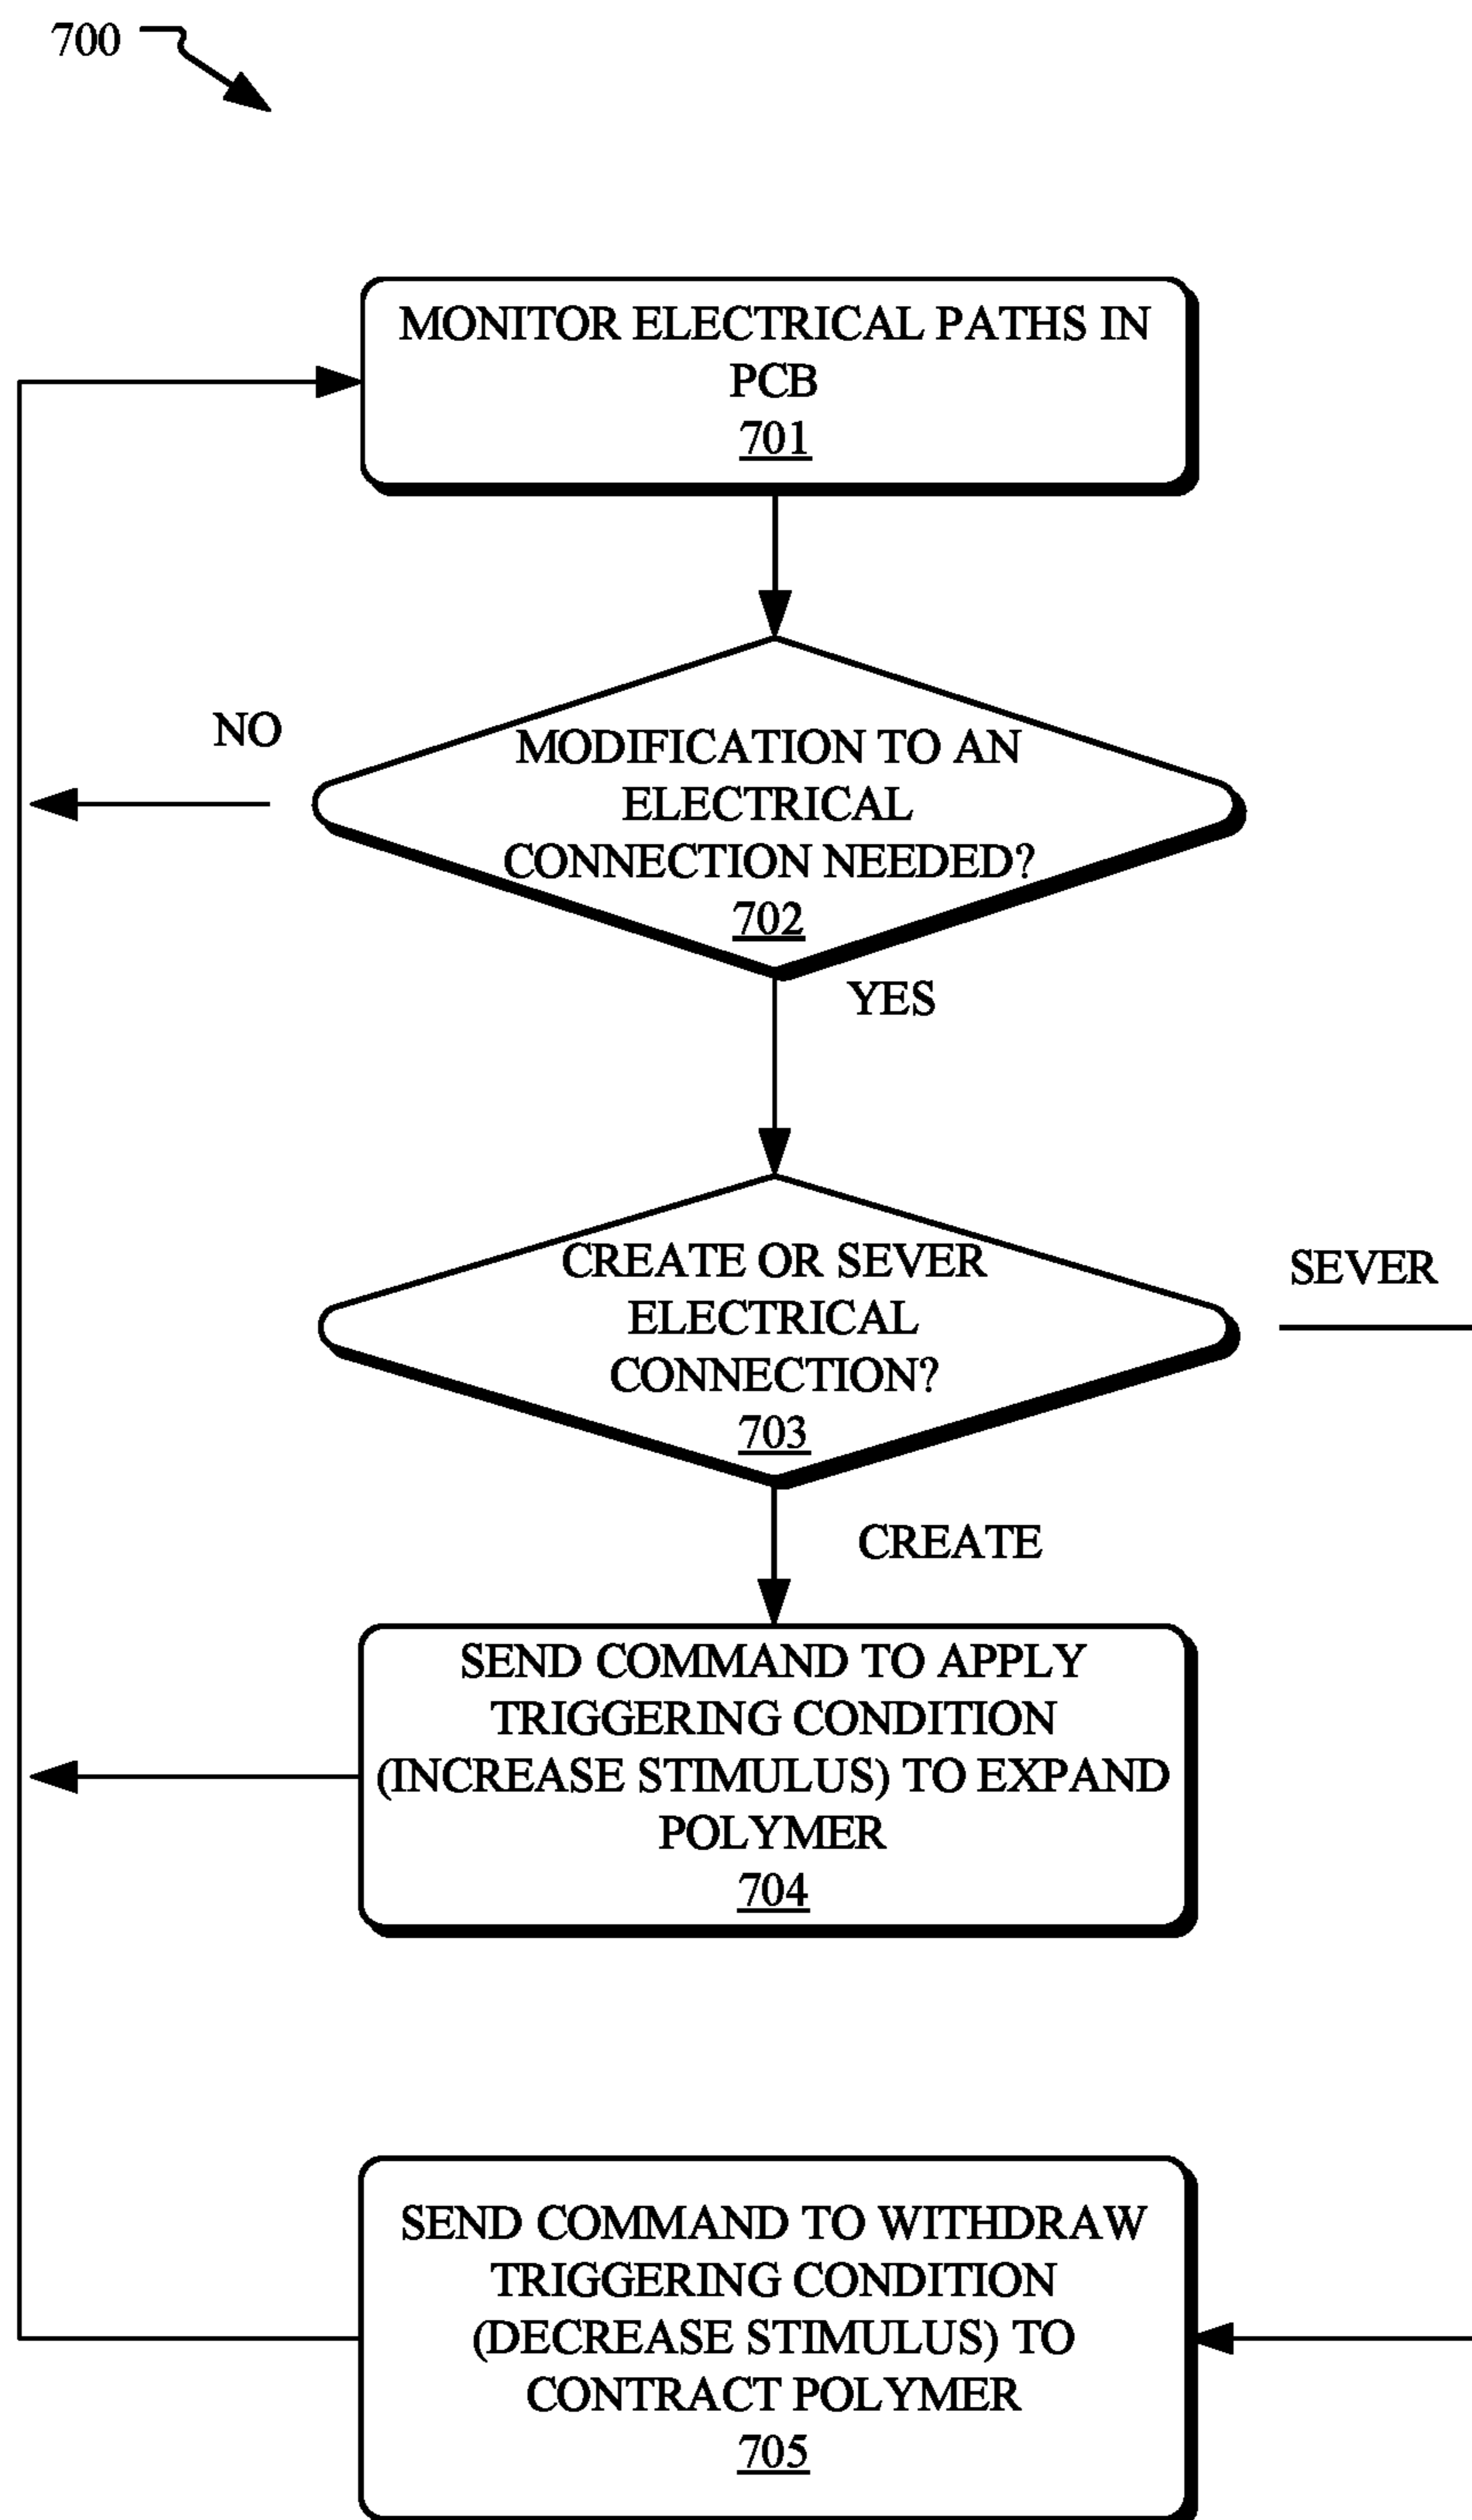 700
MONITOR ELECTRICAL PATHS IN
PCB
701
NO
MODIFICATION TO AN
ELECTRICAL
CONNECTION NEEDED?
702
YES
CREATE OR SEVER
ELECTRICAL
CONNECTION?
703
SEVER
CREATE
SEND COMMAND TO APPLY
TRIGGERING CONDITION
(INCREASE STIMULUS) TO EXPAND
POLYMER
704
SEND COMMAND TO WITHDRAW
TRIGGERING CONDITION
(DECREASE STIMULUS) TO
CONTRACT POLYMER
705